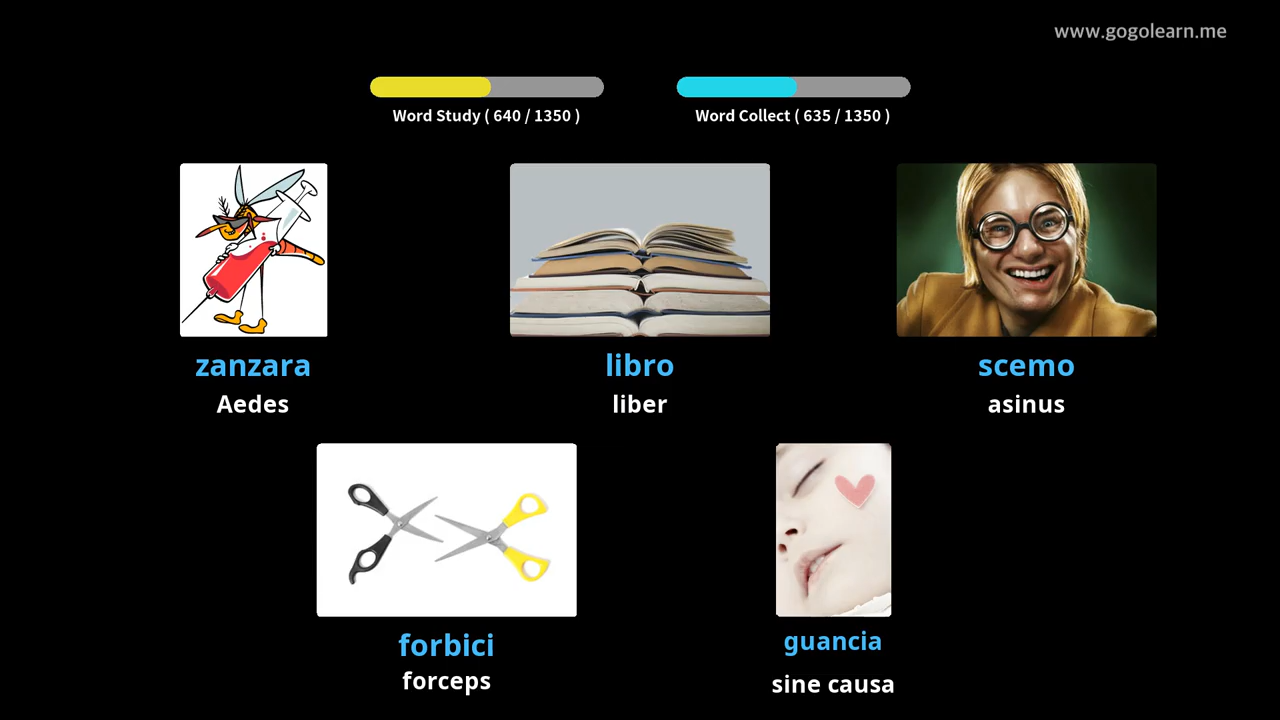 www.gogolearn.me
Word Study ( 640 / 1350 )
Word Collect ( 635 / 1350 )
zanzara
Aedes
libro
liber
scemo
asinus
forbici
forceps
guancia
sine causa